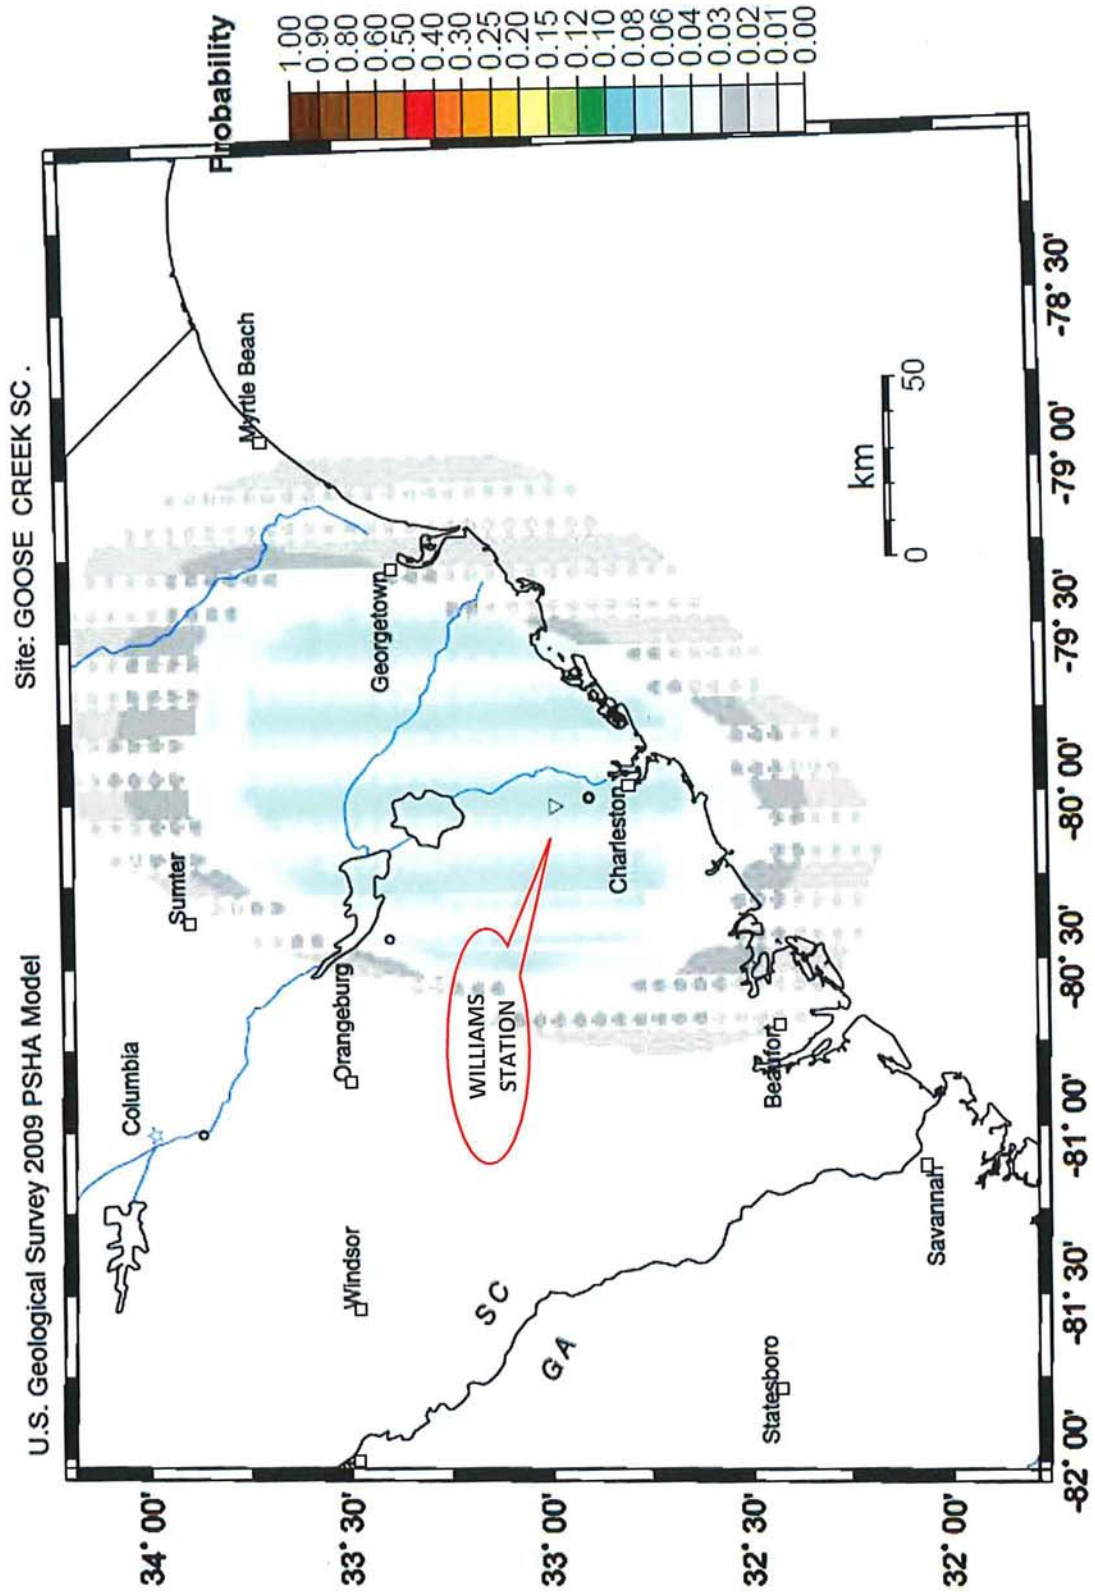 U.S. Geological Survey 2009 PSHA Model
Site: GOOSE CREEK SC .
Probability
1.00
0.90
0.80
0.60
0.50
0.40
0.30
0.25
0.20
0.15
0.12
0.10
0.08
0.06
0.04
0.03
0.02
0.01
0.00
Columbia
Sumter
Myrtle Beach
Windsor
Orangeburg
Georgetown
WILLIAMS
STATION
SC
GA
Charleston
Statesboro
Beaufort
Savannah
km
0
50
34° 00'
33° 30'
33° 00'
32° 30'
32° 00'
-82° 00'
-81° 30'
-81° 00'
-80° 30'
-80° 00'
-79° 30'
-79° 00'
-78° 30'